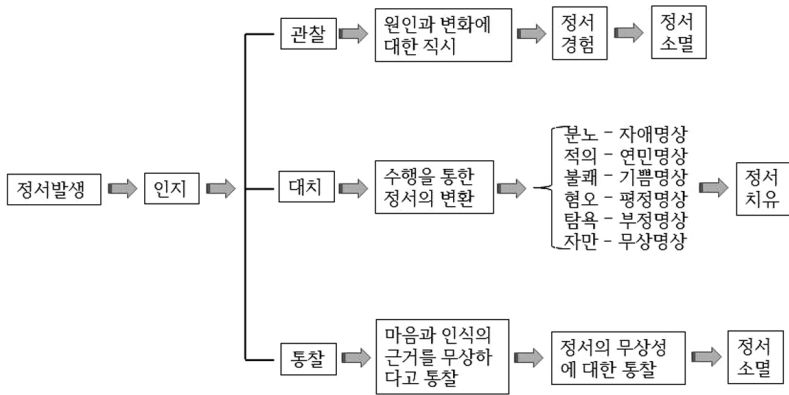 정서발생
인지
관찰
원인과 변화에
대한 직시
정서
경험
정서
소멸
대치
수행을 통한
정서의 변환
분노 - 자애명상
적의 - 연민명상
불쾌 - 기쁨명상
혐오 - 평정명상
탐욕 - 부정명상
자만 - 무상명상
정서
치유
통찰
마음과 인식의
근거를 무상하
다고 통찰
정서의 무상성
에 대한 통찰
정서
소멸